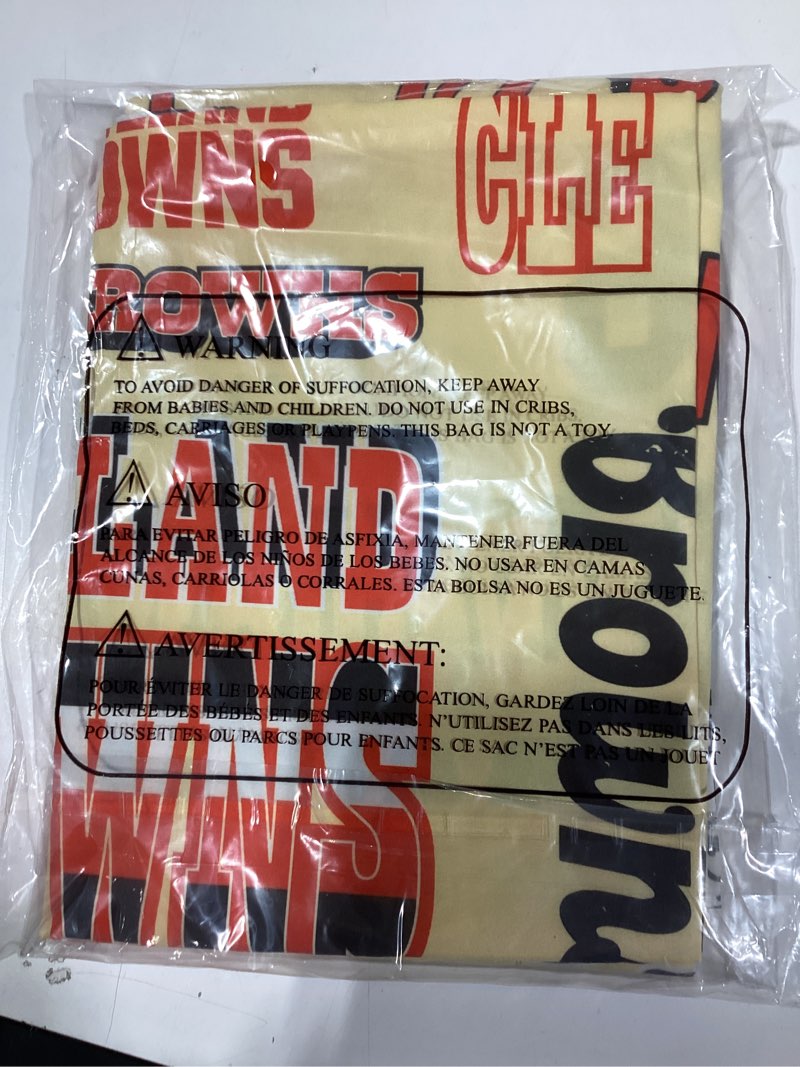 LAND
OWNS
CLE
ROWNS
WARNING
TO AVOID DANGER OF SUFFOCATION, KEEP AWAY
FROM BABIES AND CHILDREN. DO NOT USE IN CRIBS,
BEDS, CARRIAGES OR PLAYPENS. THIS BAG IS NOT A TOY.
LAND
AVISO
PARA EVITAR PELIGRO DE ASFIXIA, MANTENER FUERA DEL
ALCANCE DE LOS NIÑOS DE LOS BEBES. NO USAR EN CAMAS
CUNAS, CARRIOLAS O CORRALES. ESTA BOLSA NO ES UN JUGUETE.
AVERTISSEMENT:
POUR ÉVITER LE DANGER DE SUFFOCATION, GARDEZ LOIN DE LA
PORTÉE DES BÉBÉS ET DES ENFANTS. N'UTILISEZ PAS DANS LES LITS,
POUSSETTES OU PARCS POUR ENFANTS. CE SAC N'EST PAS UN JOUET
WNS
Brown